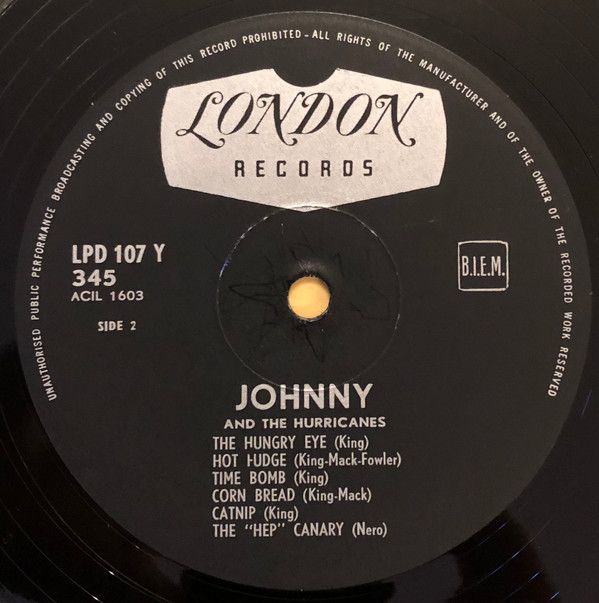 UNAUTHORISED PUBLIC PERFORMANCE BROADCASTING AND COPYING OF THIS RECORD PROHIBITED - ALL RIGHTS OF THE MANUFACTURER AND OF THE OWNER OF THE RECORDED WORK RESERVED
LONDON
RECORDS
LPD 107 Y
345
ACIL 1603
B.I.E.M.
SIDE 2
JOHNNY
AND THE HURRICANES
THE HUNGRY EYE (King)
HOT FUDGE (King-Mack-Fowler)
TIME BOMB (King)
CORN BREAD (King-Mack)
CATNIP (King)
THE "HEP" CANARY (Nero)